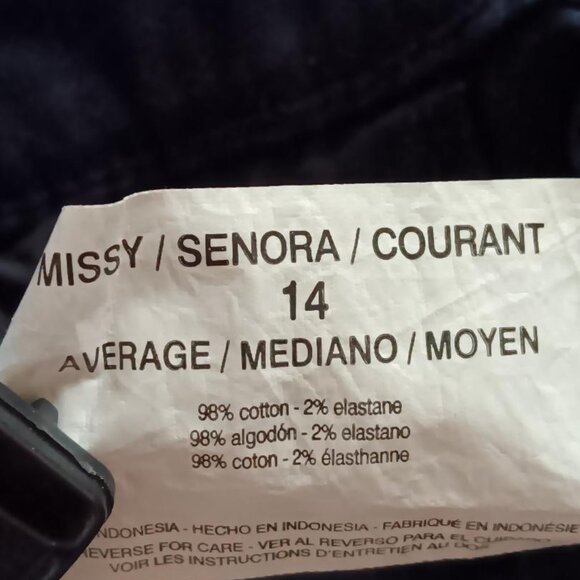 MISSY / SENORA / COURANT
14
AVERAGE / MEDIANO / MOYEN
98% cotton - 2% elastane
98% algodón - 2% elastano
98% coton - 2% élasthanne
INDONESIA - HECHO EN INDONESIA - FABRIQUÉ EN INDONÉSIE
REVERSE FOR CARE - VER AL REVERSO PARA EL CUIDADO
VOIR LES INSTRUCTIONS D'ENTRETIEN AU DOS